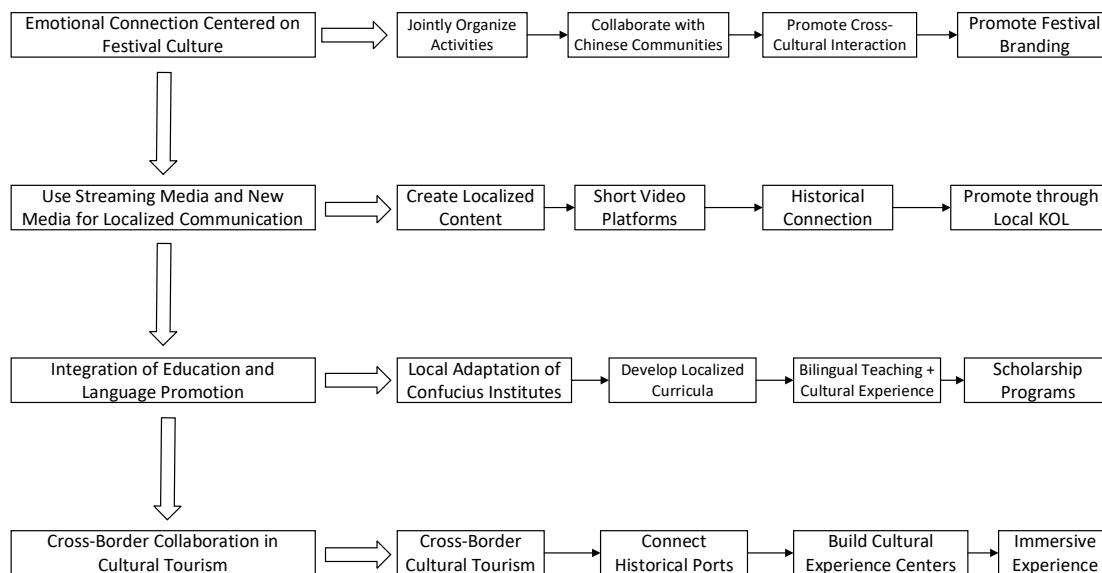 Emotional Connection Centered on
Festival Culture
Jointly Organize
Activities
Collaborate with
Chinese Communities
Promote Cross-
Cultural Interaction
Promote Festival
Branding
Use Streaming Media and New
Media for Localized Communication
Create Localized
Content
Short Video
Platforms
Historical
Connection
Promote through
Local KOL
Integration of Education and
Language Promotion
Local Adaptation of
Confucius Institutes
Develop Localized
Curricula
Bilingual Teaching +
Cultural Experience
Scholarship
Programs
Cross-Border Collaboration in
Cultural Tourism
Cross-Border
Cultural Tourism
Connect
Historical Ports
Build Cultural
Experience Centers
Immersive
Experience